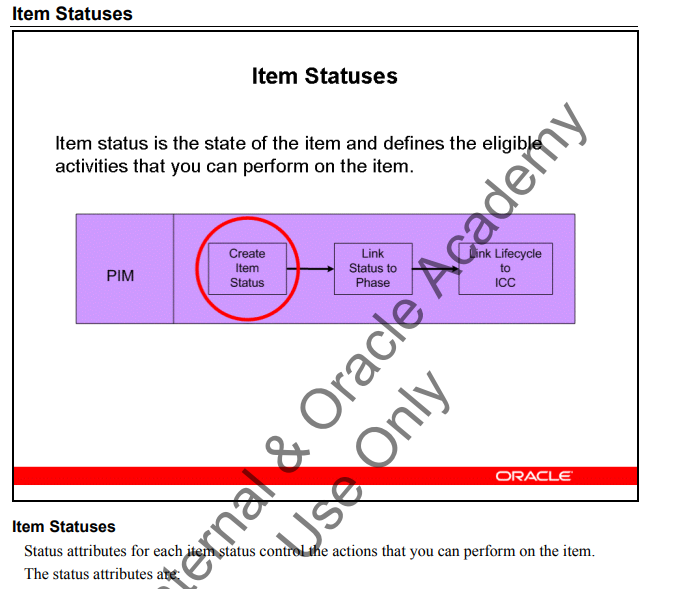 Item Statuses
Item Statuses
Item status is the state of the item and defines the eligible
activities that you can perform on the item.
PIM
Create
Item
Status
Link
Status to
Phase
Link Lifecycle
to
ICC
ORACLE
Item Statuses
Status attributes for each item status control the actions that you can perform on the item.
The status attributes are:
& Oracle Academy
Use Only